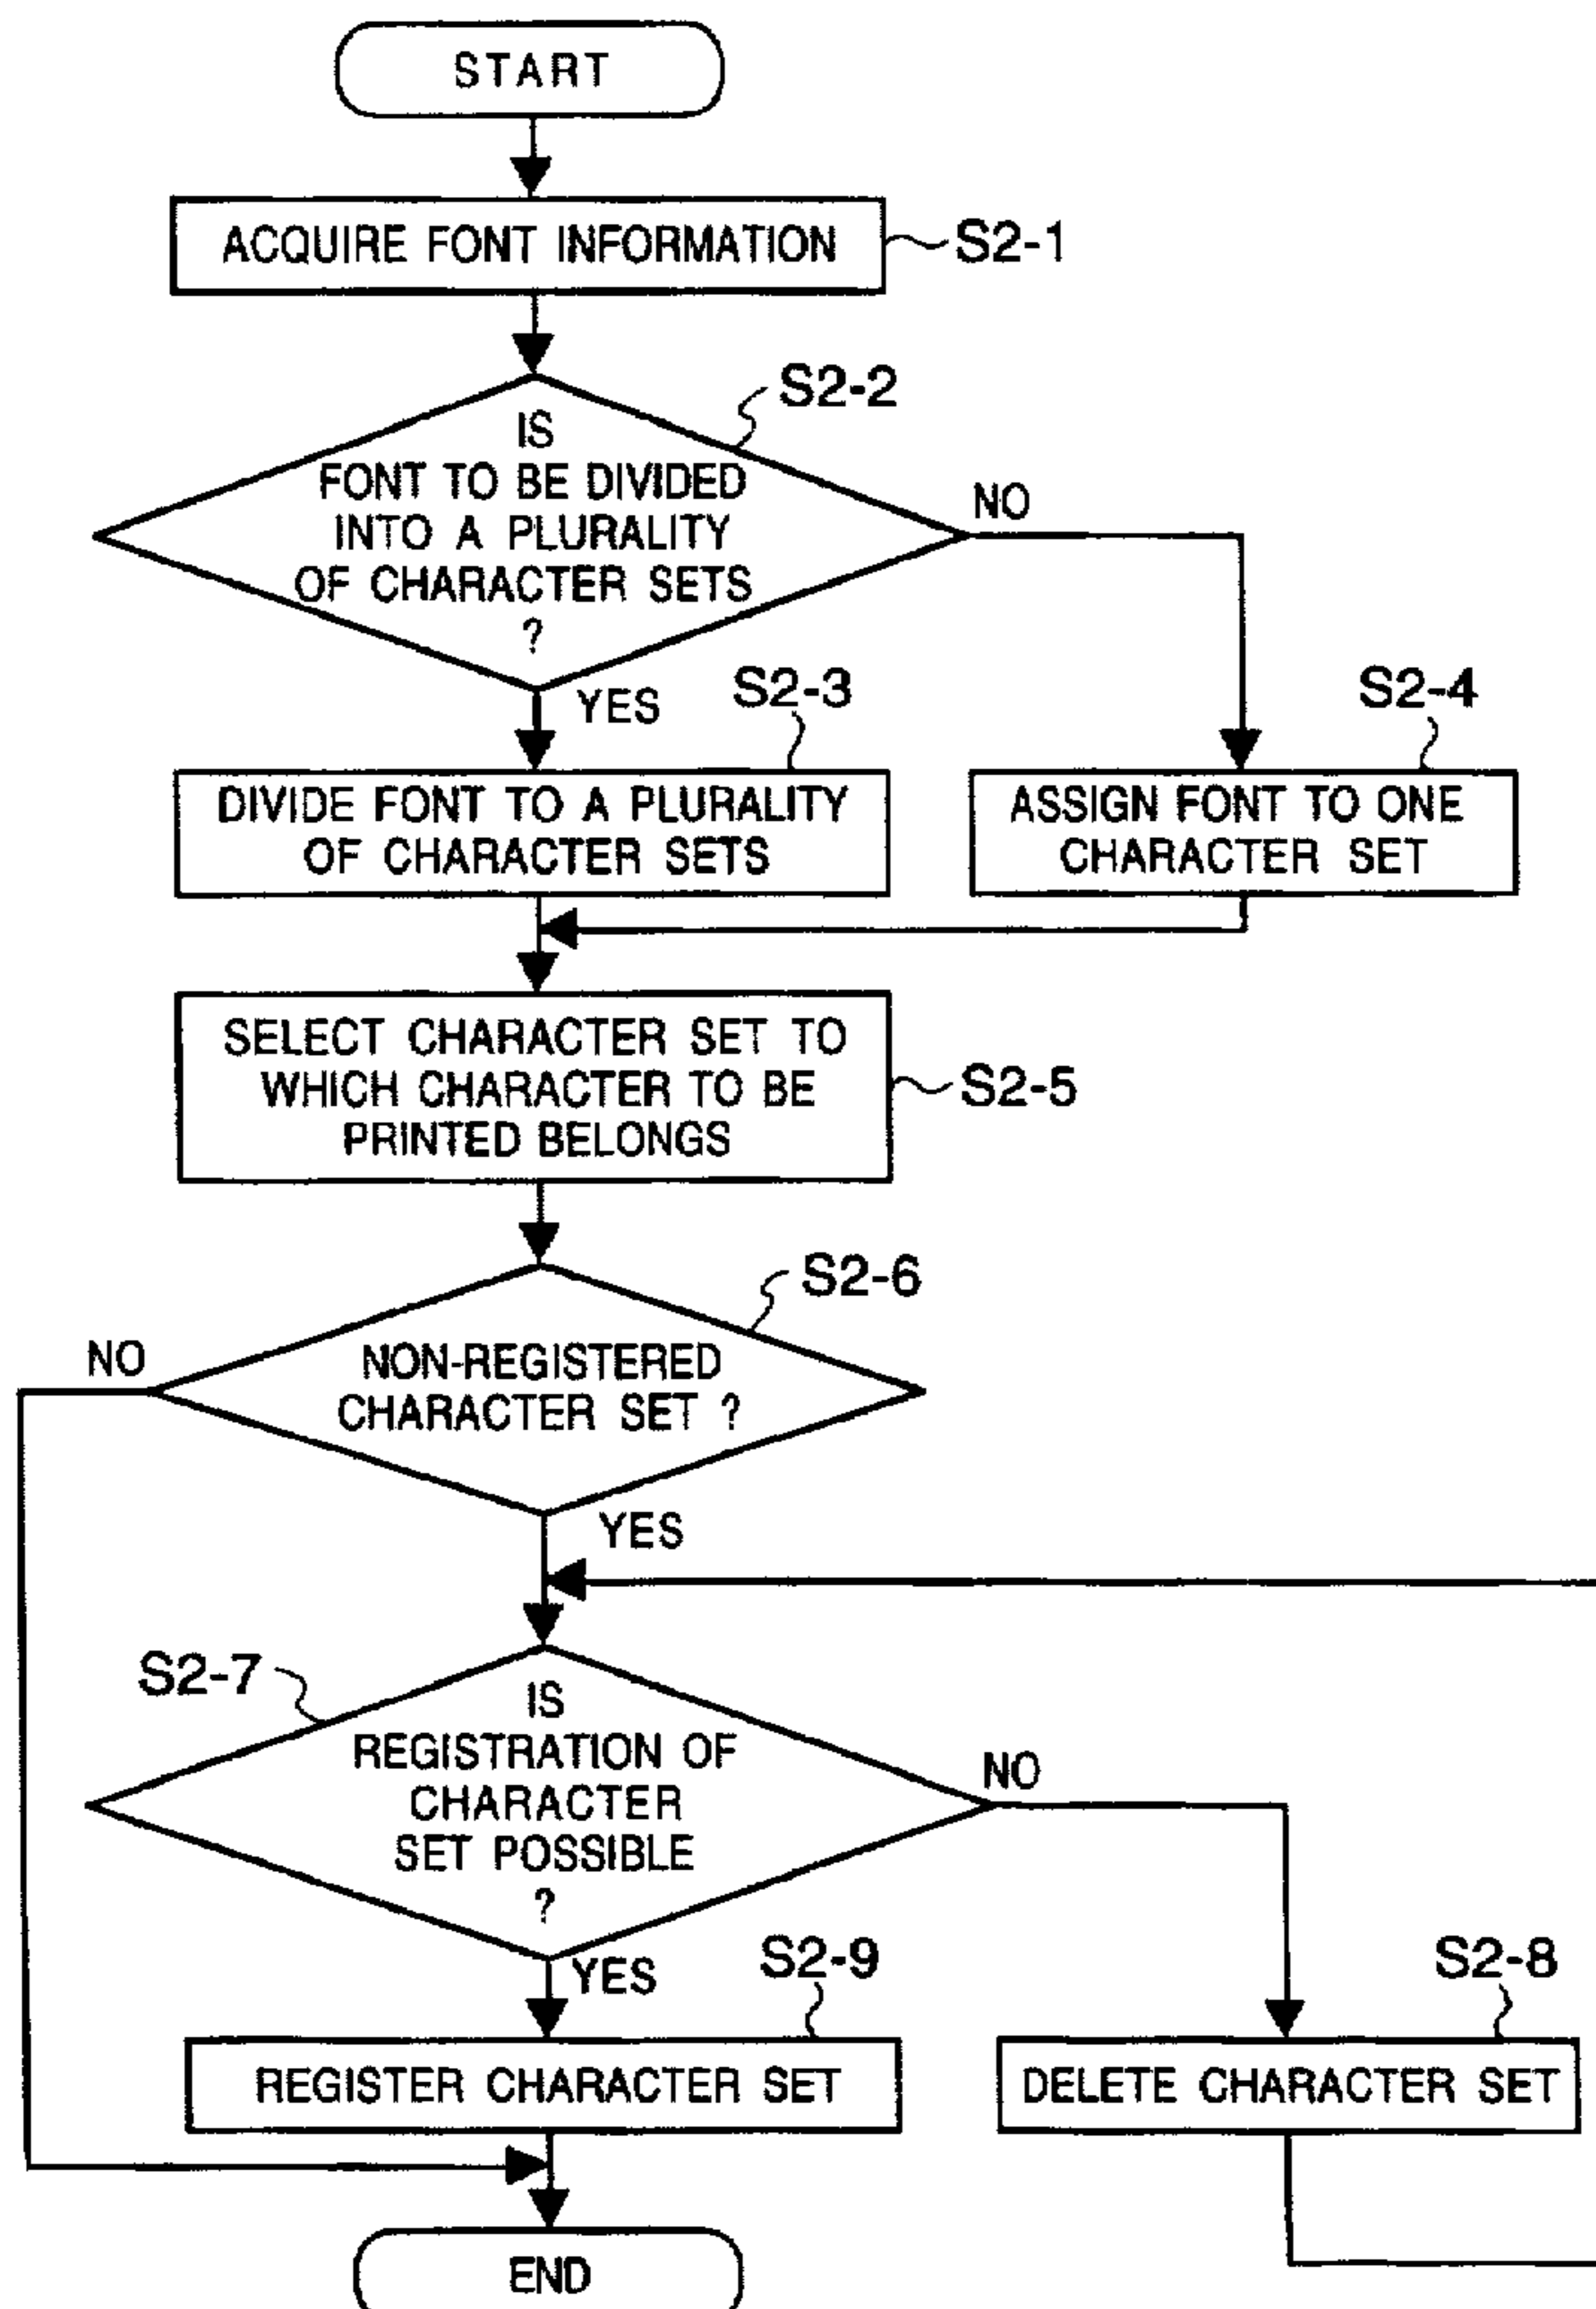 START
ACQUIRE FONT INFORMATION
S2-1
S2-2
IS
FONT TO BE DIVIDED
INTO A PLURALITY
OF CHARACTER SETS
?
NO
YES
S2-3
S2-4
DIVIDE FONT TO A PLURALITY
OF CHARACTER SETS
ASSIGN FONT TO ONE
CHARACTER SET
SELECT CHARACTER SET TO
WHICH CHARACTER TO BE
PRINTED BELONGS
S2-5
S2-6
NO
NON-REGISTERED
CHARACTER SET ?
YES
S2-7
IS
REGISTRATION OF
CHARACTER
SET POSSIBLE
?
NO
YES
S2-9
S2-8
REGISTER CHARACTER SET
DELETE CHARACTER SET
END